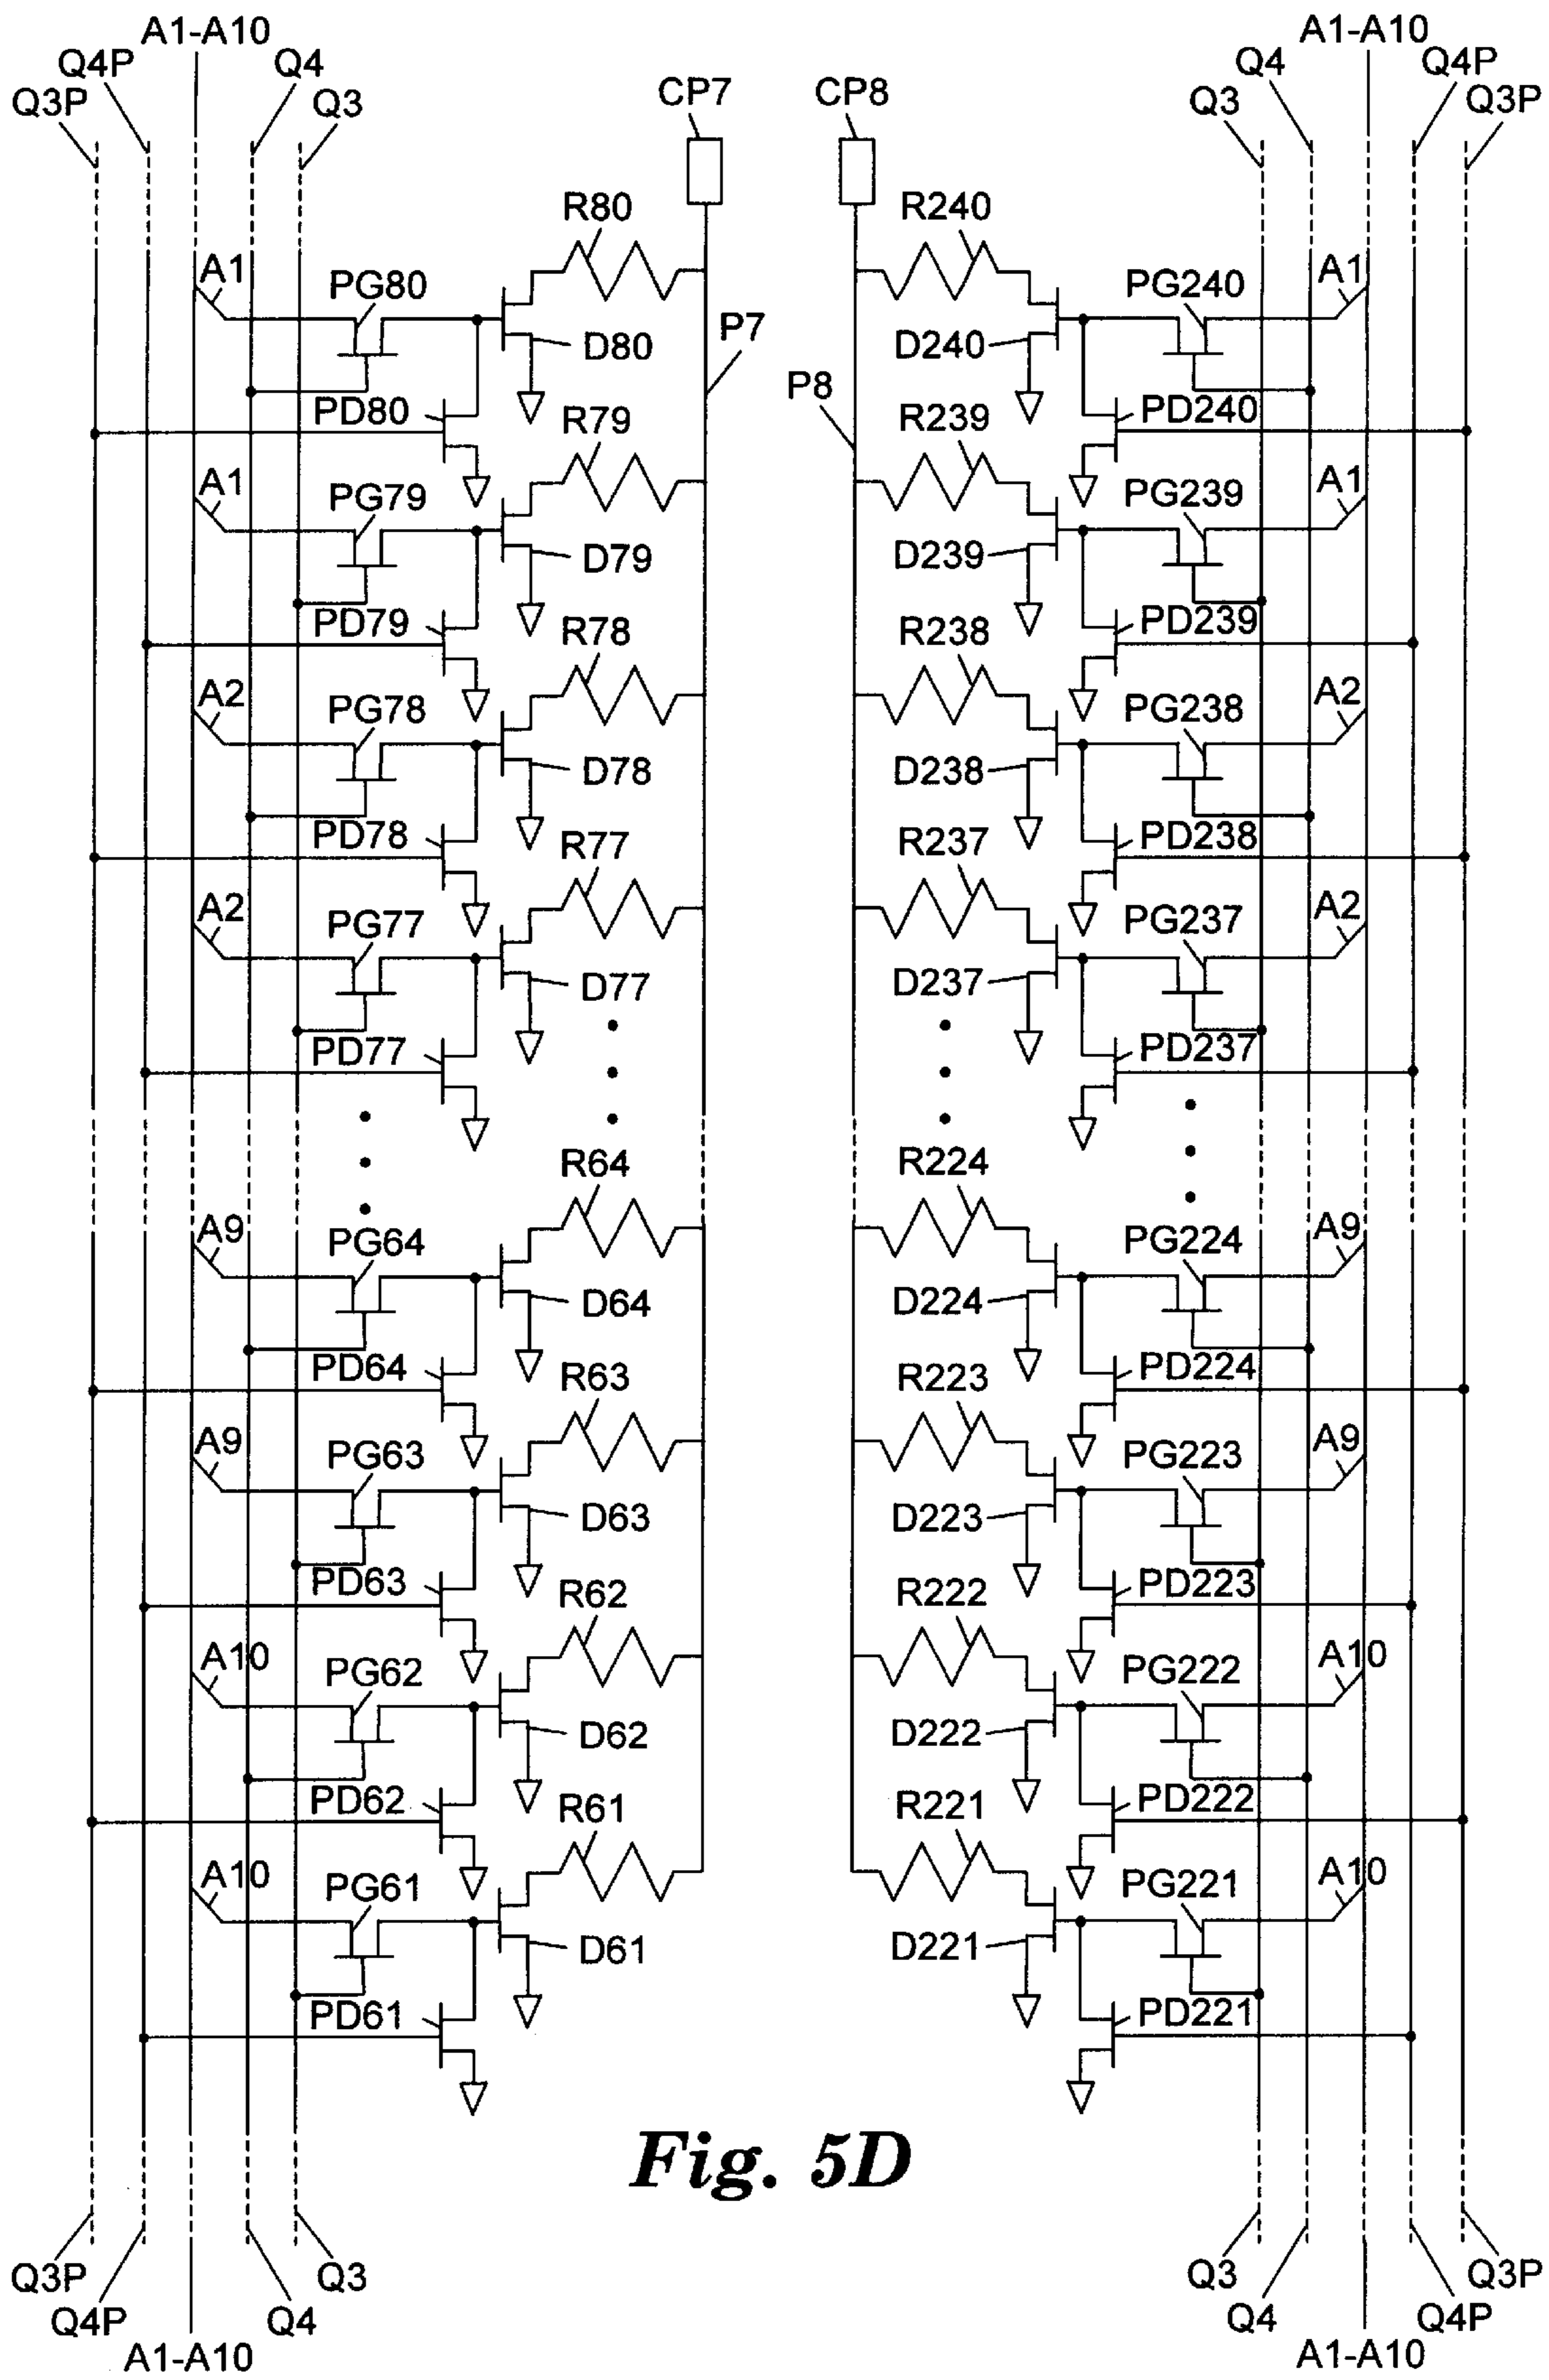 A1-A10 A1-A10
Q4P Q4 Q4 Q4P
Q3P Q3 CP7 CP8 Q3 Q3P
R80 R240
A1 PG80 PG240 A1
D80 P7 D240
P8
PD80 R79 R239 PD240
A1 PG79 PG239 A1
D79 D239
PD79 R78 R238 PD239
A2 PG78 PG238 A2
D78 D238
PD78 R77 R237 PD238
A2 PG77 PG237 A2
D77 D237
PD77 PD237
R64 R224
A9 PG64 PG224 A9
D64 D224
PD64 R63 R223 PD224
A9 PG63 PG223 A9
D63 D223
PD63 R62 R222 PD223
A10 PG62 PG222 A10
D62 D222
PD62 R61 R221 PD222
A10 PG61 PG221 A10
D61 D221
PD61 PD221
Fig. 5D
Q3P Q3 Q3 Q3P
Q4P Q4 Q4 Q4P
A1-A10 A1-A10